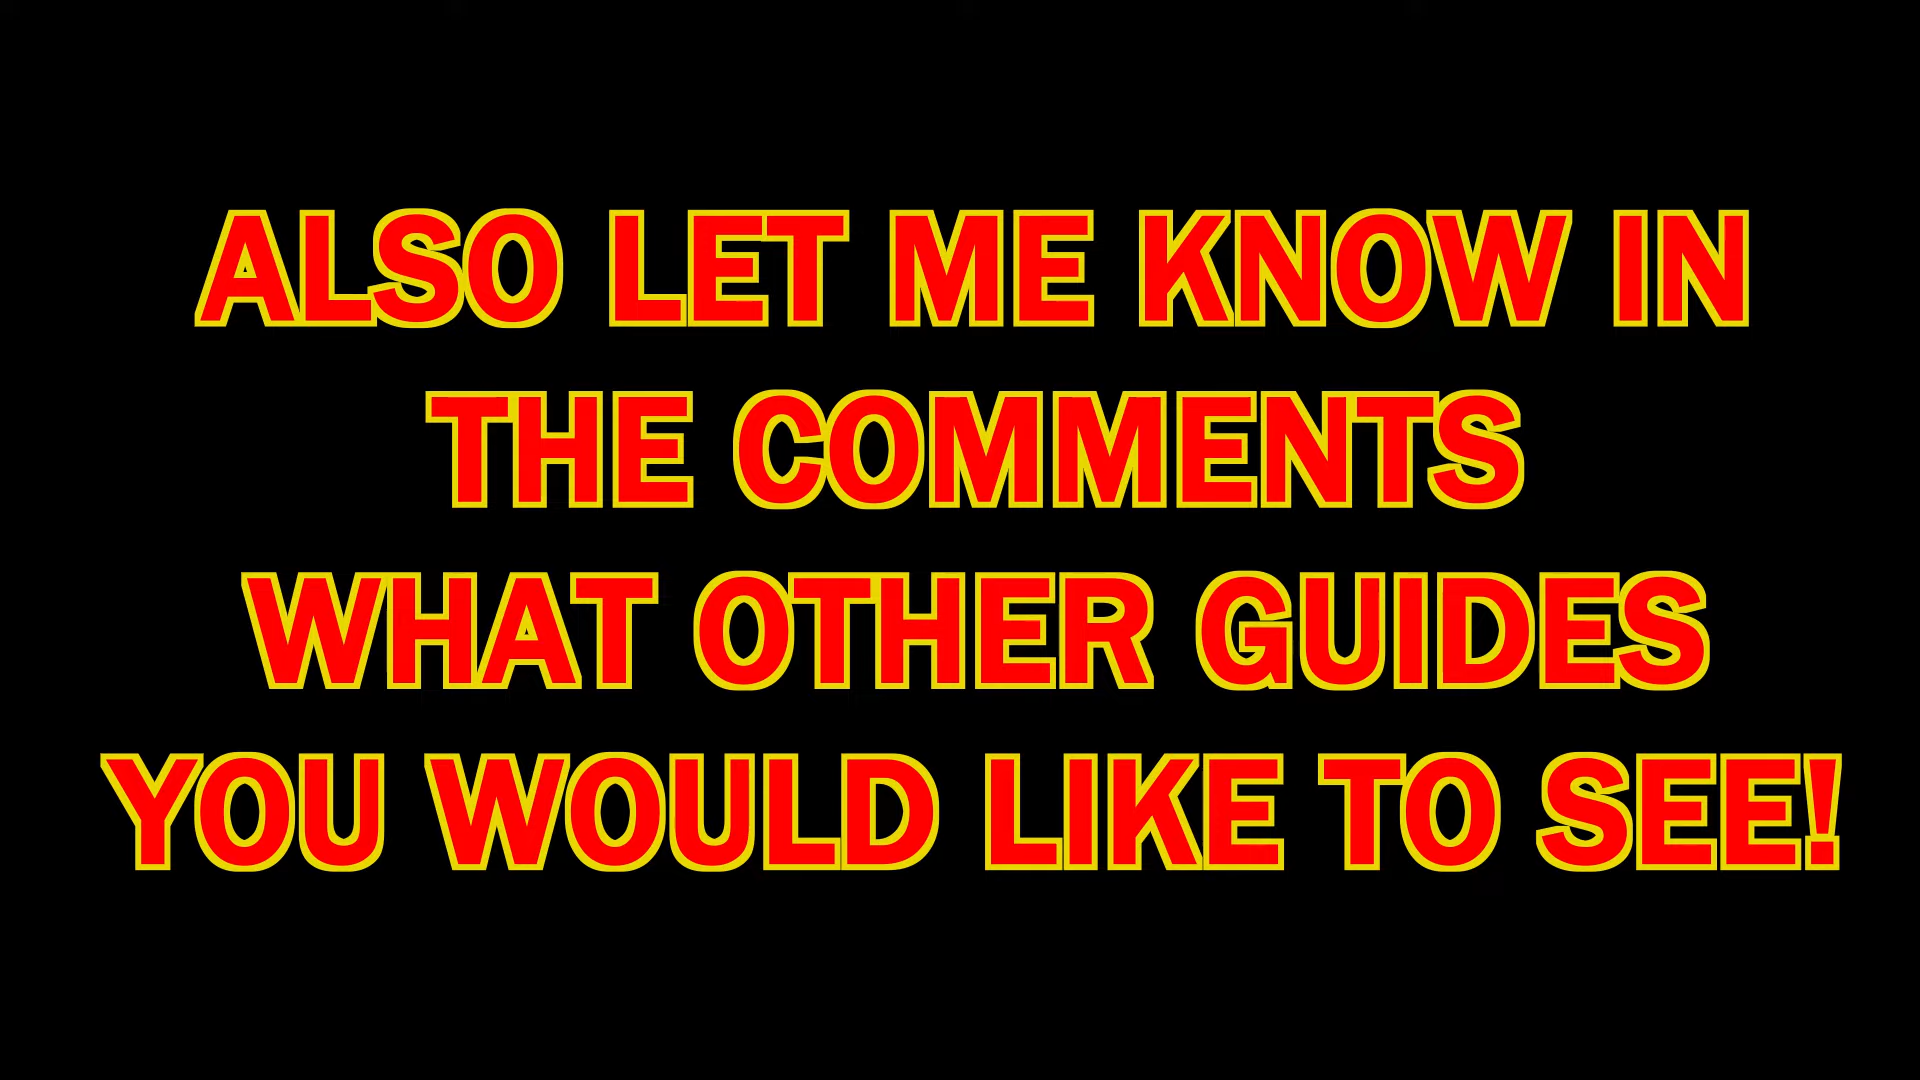 ALSO LET ME KNOW IN
THE COMMENTS
WHAT OTHER GUIDES
YOU WOULD LIKE TO SEE!